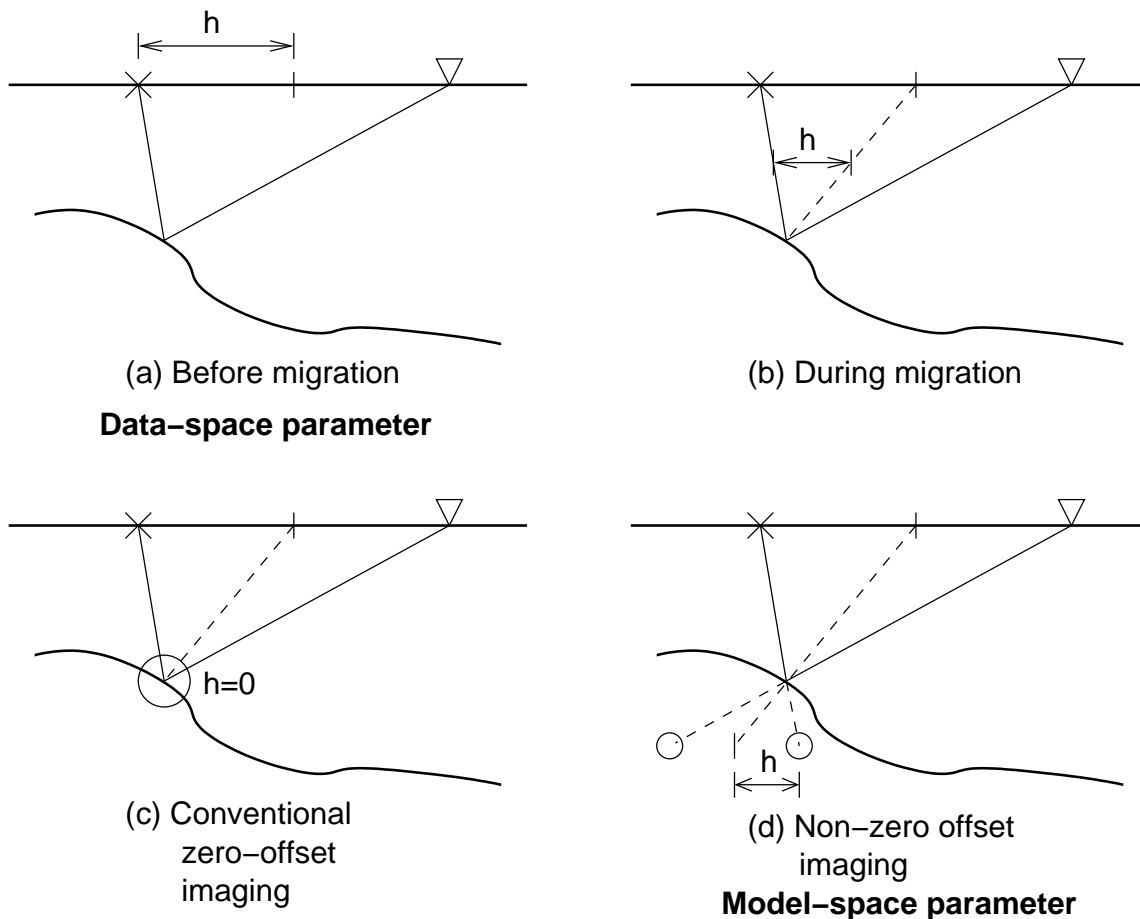 h
(a) Before migration
Data−space parameter
h
(b) During migration
h=0
(c) Conventional
zero−offset
imaging
h
(d) Non−zero offset
imaging
Model−space parameter